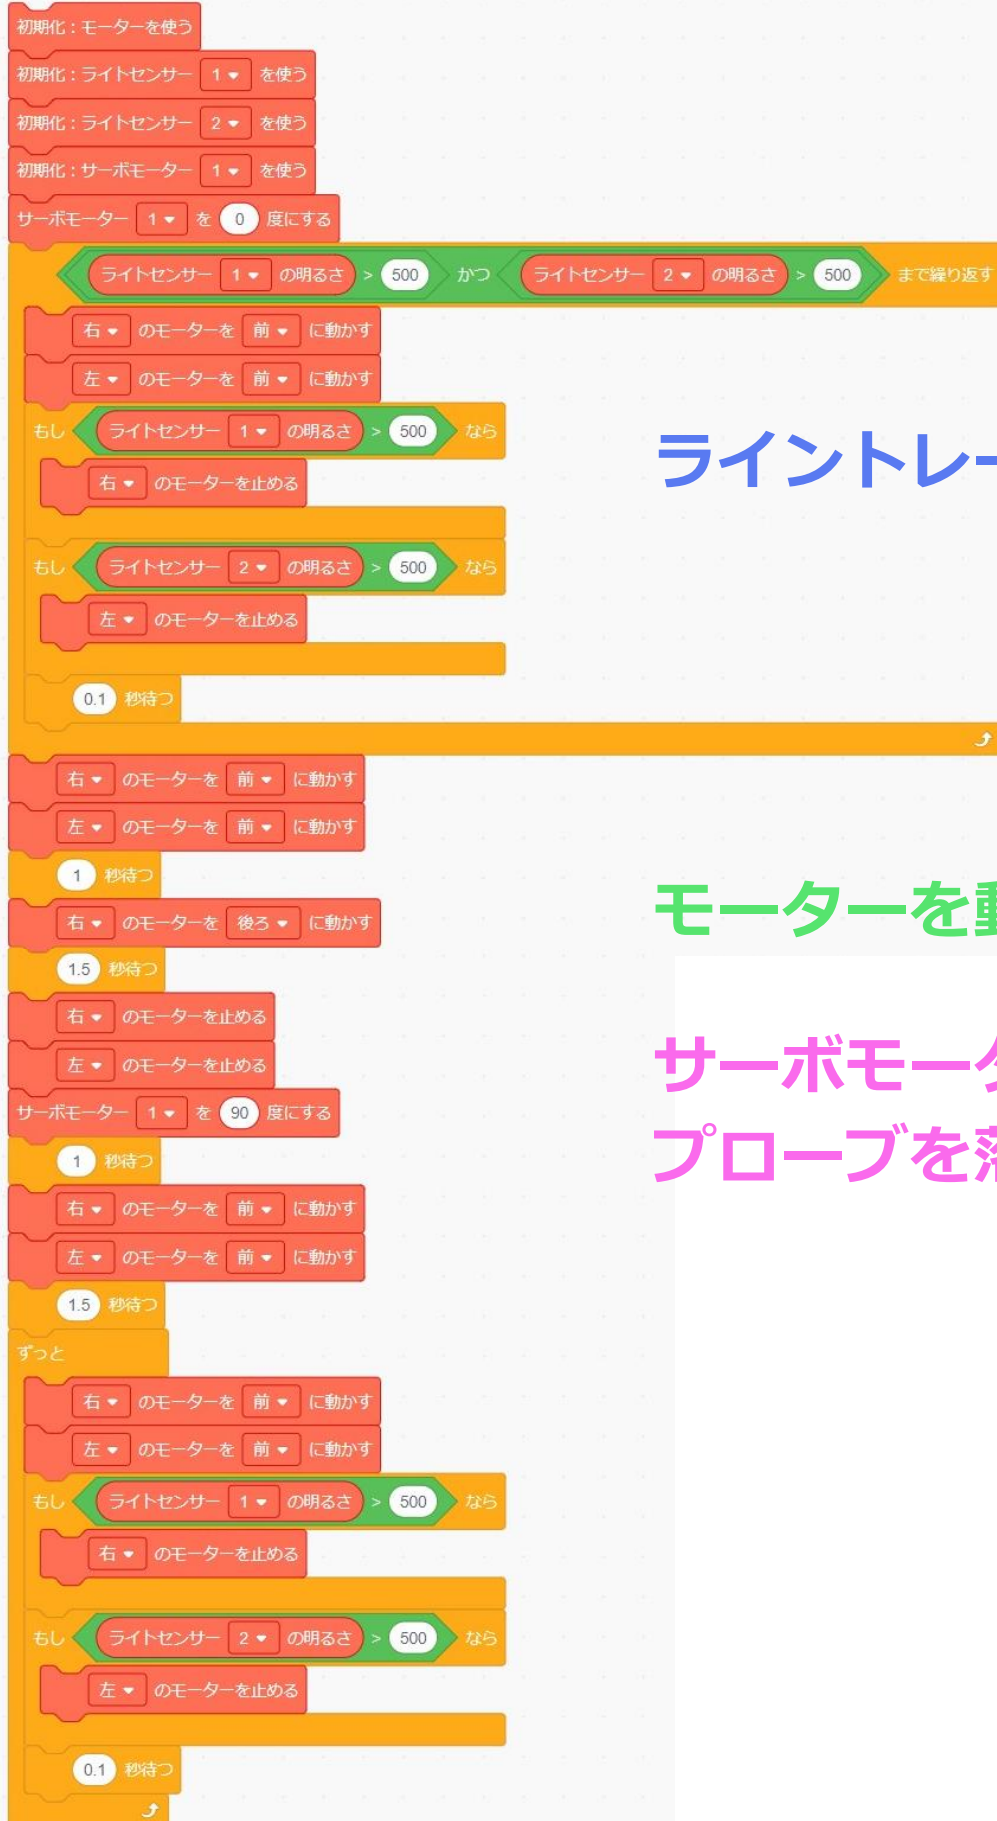 初期化：モーターを使う
初期化：ライトセンサー 1 を使う
初期化：ライトセンサー 2 を使う
初期化：サーボモーター 1 を使う
サーボモーター 1 を 0 度にする
ライトセンサー 1 の明るさ > 500 かつ ライトセンサー 2 の明るさ > 500 まで繰り返す
右 のモーターを 前 に動かす
左 のモーターを 前 に動かす
もし ライトセンサー 1 の明るさ > 500 なら
ライントレー
右 のモーターを止める
もし ライトセンサー 2 の明るさ > 500 なら
左 のモーターを止める
0.1 秒待つ
右 のモーターを 前 に動かす
左 のモーターを 前 に動かす
1 秒待つ
モーターを動
右 のモーターを 後ろ に動かす
1.5 秒待つ
右 のモーターを止める
左 のモーターを止める
サーボモータ
サーボモーター 1 を 90 度にする
プローブを落
1 秒待つ
右 のモーターを 前 に動かす
左 のモーターを 前 に動かす
1.5 秒待つ
ずっと
右 のモーターを 前 に動かす
左 のモーターを 前 に動かす
もし ライトセンサー 1 の明るさ > 500 なら
右 のモーターを止める
もし ライトセンサー 2 の明るさ > 500 なら
左 のモーターを止める
0.1 秒待つ